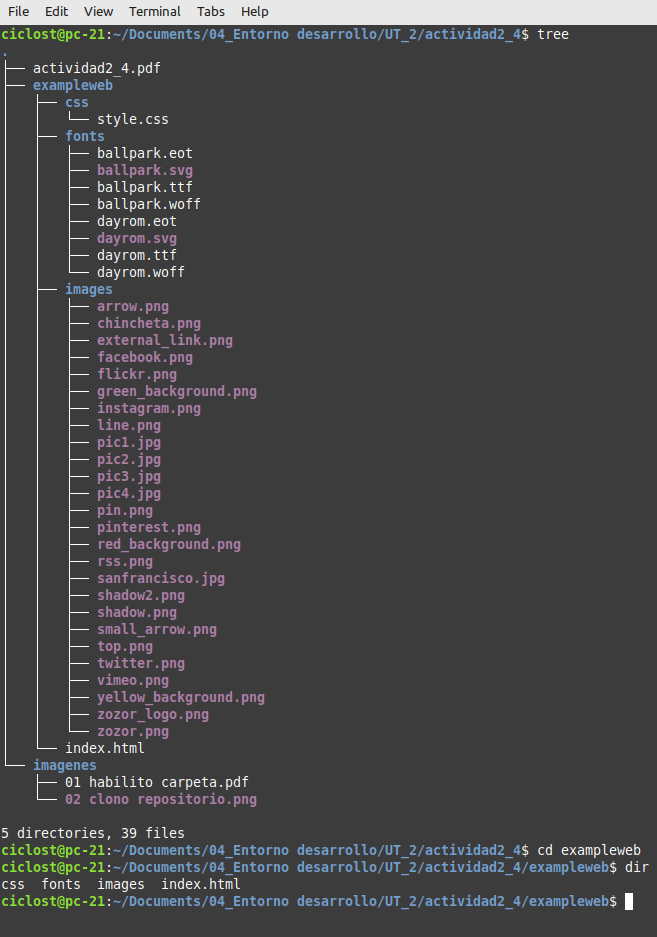 File Edit View Terminal Tabs Help
ciclost@pc-21:~/Documents/04_Entorno desarrollo/UT_2/actividad2_4$ tree
.
├── actividad2_4.pdf
├── exampleweb
│   ├── css
│   │   └── style.css
│   ├── fonts
│   │   ├── ballpark.eot
│   │   ├── ballpark.svg
│   │   ├── ballpark.ttf
│   │   ├── ballpark.woff
│   │   ├── dayrom.eot
│   │   ├── dayrom.svg
│   │   ├── dayrom.ttf
│   │   └── dayrom.woff
│   ├── images
│   │   ├── arrow.png
│   │   ├── chincheta.png
│   │   ├── external_link.png
│   │   ├── facebook.png
│   │   ├── flickr.png
│   │   ├── green_background.png
│   │   ├── instagram.png
│   │   ├── line.png
│   │   ├── pic1.jpg
│   │   ├── pic2.jpg
│   │   ├── pic3.jpg
│   │   ├── pic4.jpg
│   │   ├── pin.png
│   │   ├── pinterest.png
│   │   ├── red_background.png
│   │   ├── rss.png
│   │   ├── sanfrancisco.jpg
│   │   ├── shadow2.png
│   │   ├── shadow.png
│   │   ├── small_arrow.png
│   │   ├── top.png
│   │   ├── twitter.png
│   │   ├── vimeo.png
│   │   ├── yellow_background.png
│   │   ├── zozor_logo.png
│   │   └── zozor.png
│   └── index.html
└── imagenes
    ├── 01 habilito carpeta.pdf
    └── 02 clono repositorio.png
5 directories, 39 files
ciclost@pc-21:~/Documents/04_Entorno desarrollo/UT_2/actividad2_4$ cd exampleweb
ciclost@pc-21:~/Documents/04_Entorno desarrollo/UT_2/actividad2_4/exampleweb$ dir
css  fonts  images  index.html
ciclost@pc-21:~/Documents/04_Entorno desarrollo/UT_2/actividad2_4/exampleweb$